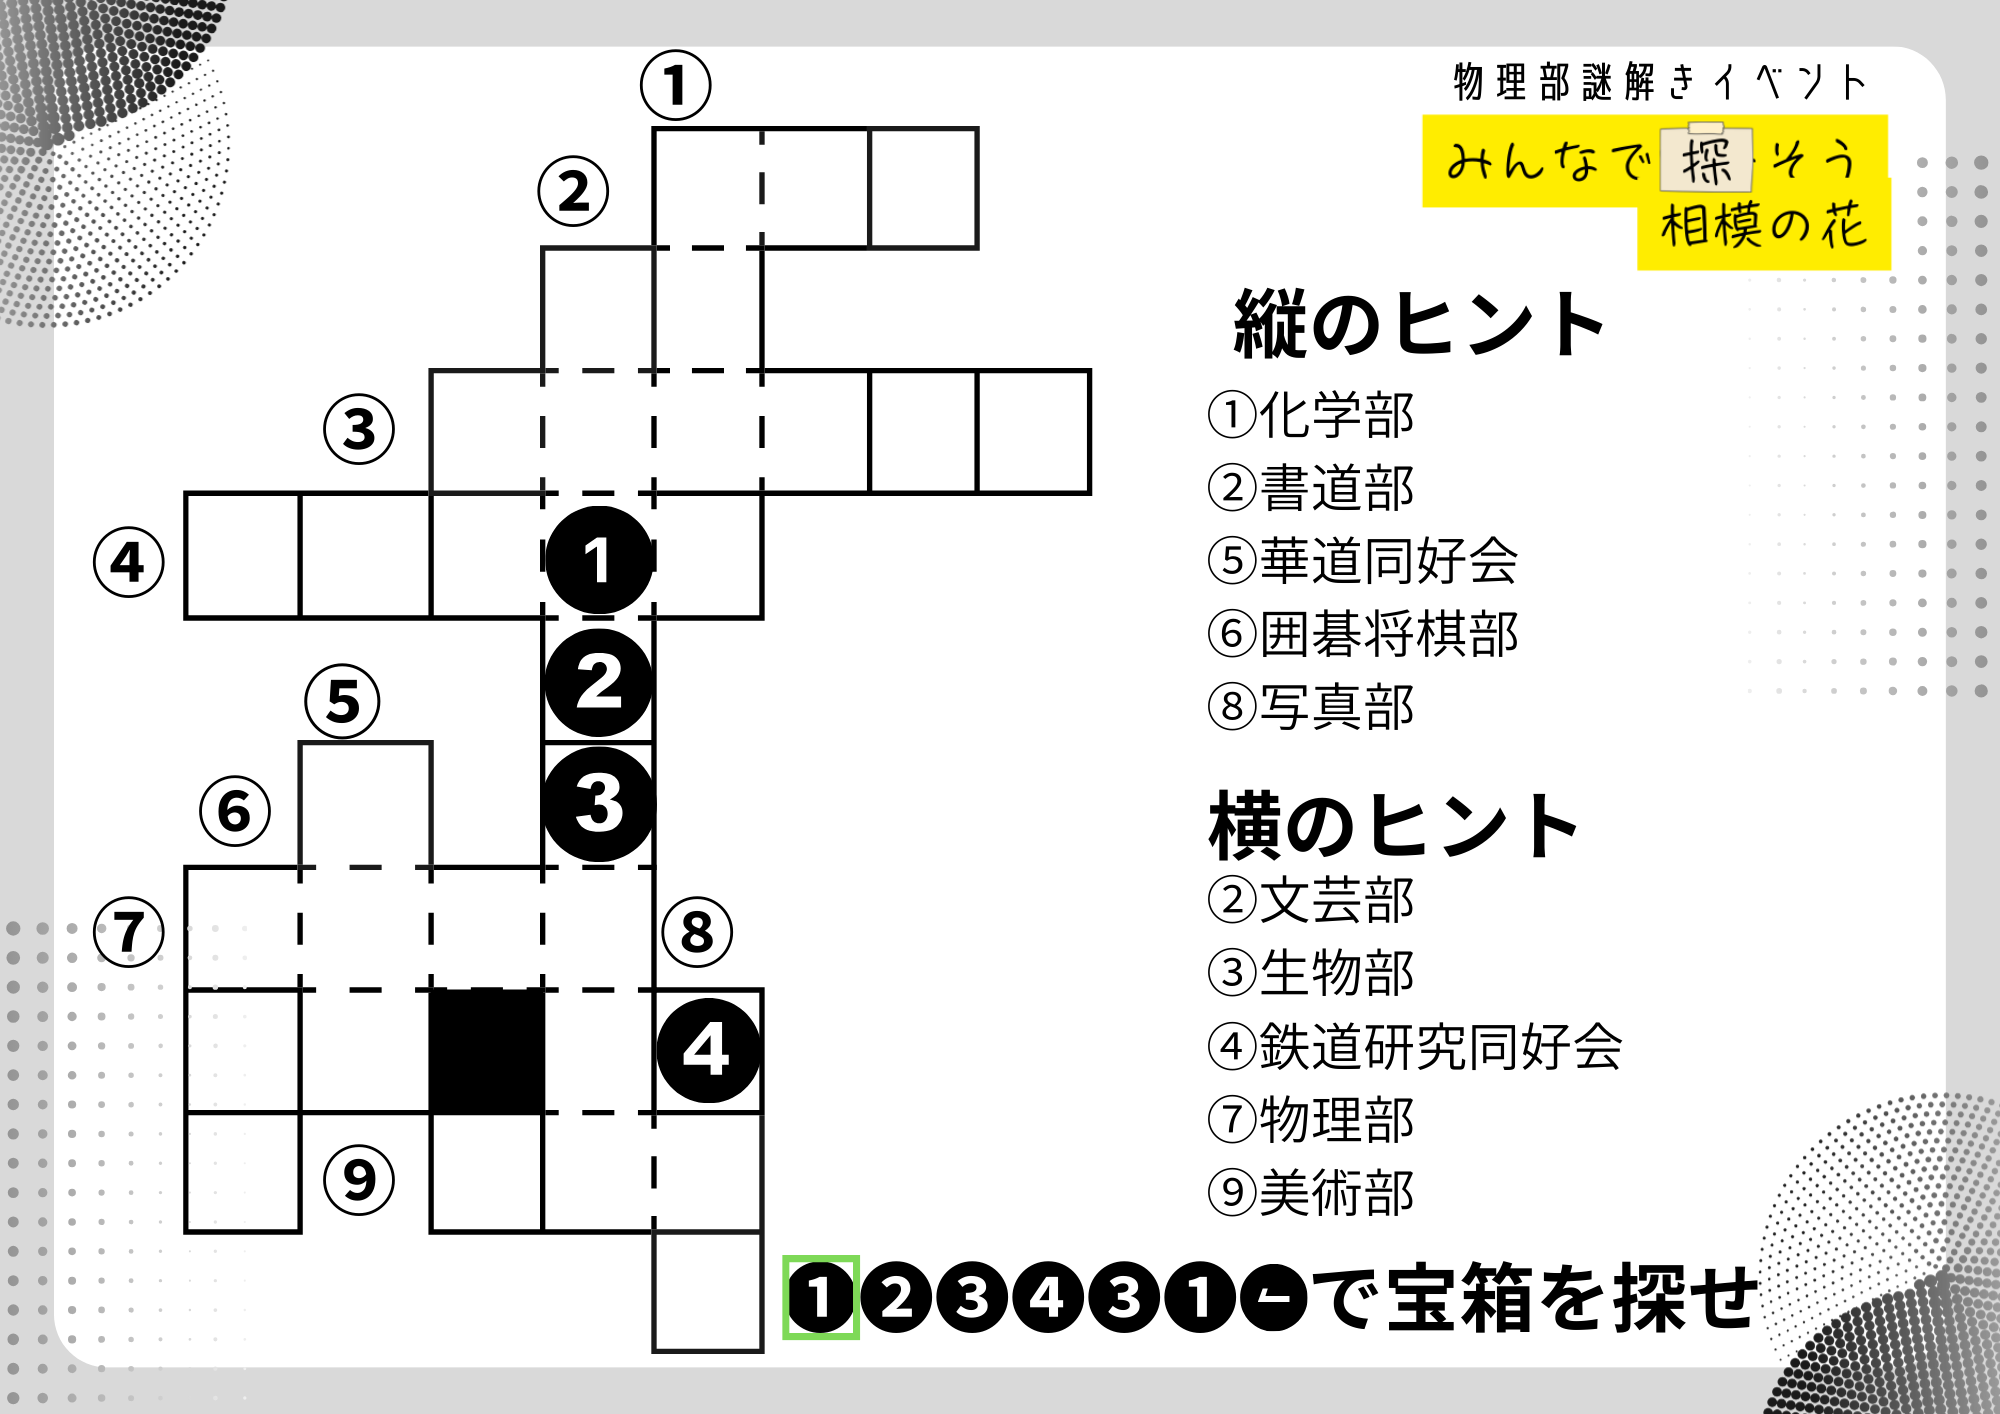 物理部謎解きイベント
みんなで探そう
相模の花
①
②
③
④
❶
❷
⑤
❸
⑥
⑦
⑧
❹
⑨
縦のヒント
①化学部
②書道部
⑤華道同好会
⑥囲碁将棋部
⑧写真部
横のヒント
②文芸部
③生物部
④鉄道研究同好会
⑦物理部
⑨美術部
❶❷❸❹❸❶で宝箱を探せ